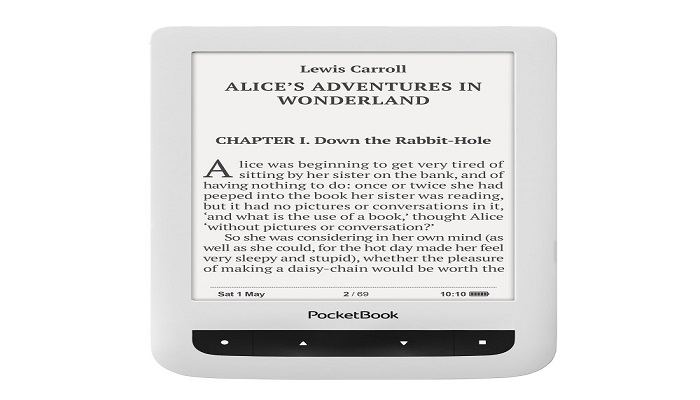 Lewis Carroll
ALICE'S ADVENTURES IN
WONDERLAND
CHAPTER I. Down the Rabbit-Hole
Alice was beginning to get very tired of
sitting by her sister on the bank, and of
having nothing to do: once or twice she had
peeped into the book her sister was reading,
but it had no pictures or conversations in it,
‘and what is the use of a book,’ thought Alice
‘without pictures or conversation?’
So she was considering in her own mind (as
well as she could, for the hot day made her feel
very sleepy and stupid), whether the pleasure
of making a daisy-chain would be worth the
Sat 1 May 2 / 69 10:10
PocketBook